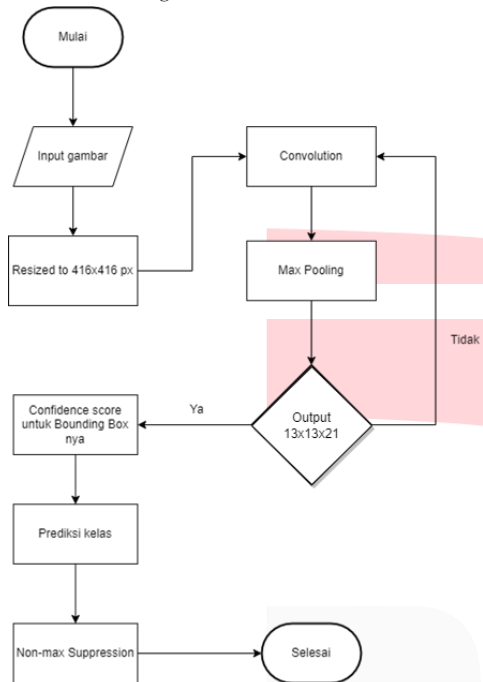 Mulai
Input gambar
Resized to 416x416 px
Convolution
Max Pooling
Output
13x13x21
Tidak
Ya
Confidence score
untuk Bounding Box
nya
Prediksi kelas
Non-max Suppression
Selesai